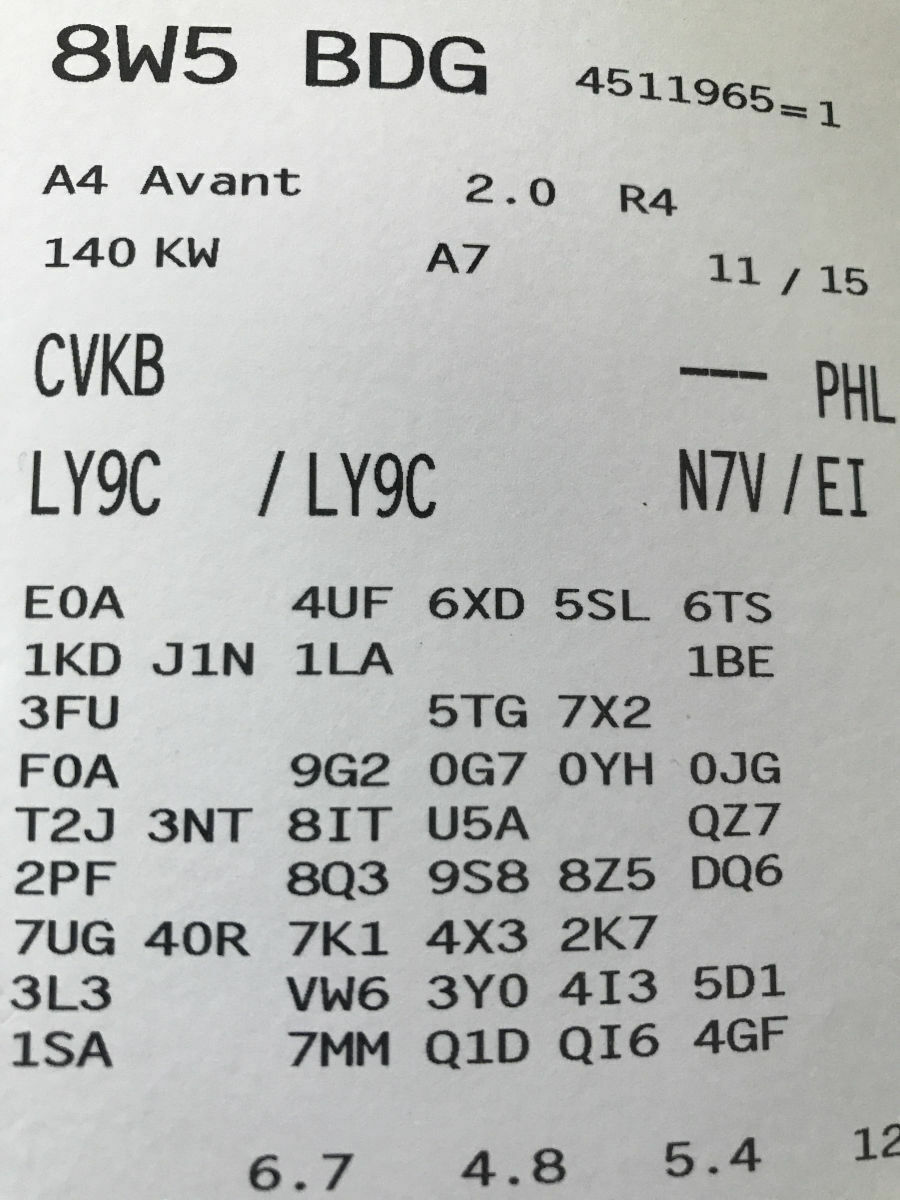 8W5 BDG 4511965=1
A4 Avant 2.0 R4
140 KW A7 11 / 15
CVKB --- PHL
LY9C / LY9C N7V / EI
E0A 4UF 6XD 5SL 6TS
1KD J1N 1LA 1BE
3FU 5TG 7X2
F0A 9G2 0G7 0YH 0JG
T2J 3NT 8IT U5A QZ7
2PF 8Q3 9S8 8Z5 DQ6
7UG 40R 7K1 4X3 2K7
3L3 VW6 3Y0 4I3 5D1
1SA 7MM Q1D QI6 4GF
6.7 4.8 5.4 12